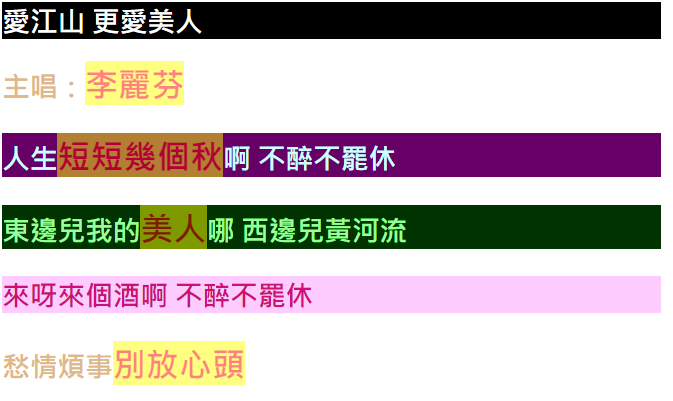 愛江山 更愛美人
主唱：李麗芬
人生短短幾個秋啊 不醉不罷休
東邊兒我的美人哪 西邊兒黃河流
來呀來個酒啊 不醉不罷休
愁情煩事別放心頭